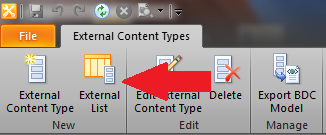 File
External Content Types
External
Content Type
External
List
Edit External
Content Type
Delete
Export BDC
Model
New
Edit
Manage